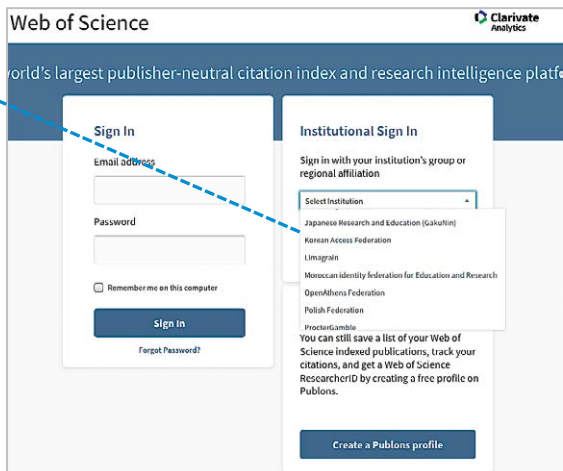 Web of Science
Clarivate
Analytics
world's largest publisher-neutral citation index and research intelligence platf
Sign In
Email address
Password
Remember me on this computer
Sign In
Forgot Password?
Institutional Sign In
Sign in with your institution's group or
regional affiliation
Select Institution
Japanese Research and Education (GakuNin)
Korean Access Federation
Limagrain
Moroccan identity federation for Education and Research
OpenAthens Federation
Polish Federation
ProcterGamble
You can still save a list of your Web of
Science indexed publications, track your
citations, and get a Web of Science
ResearcherID by creating a free profile on
Publons.
Create a Publons profile